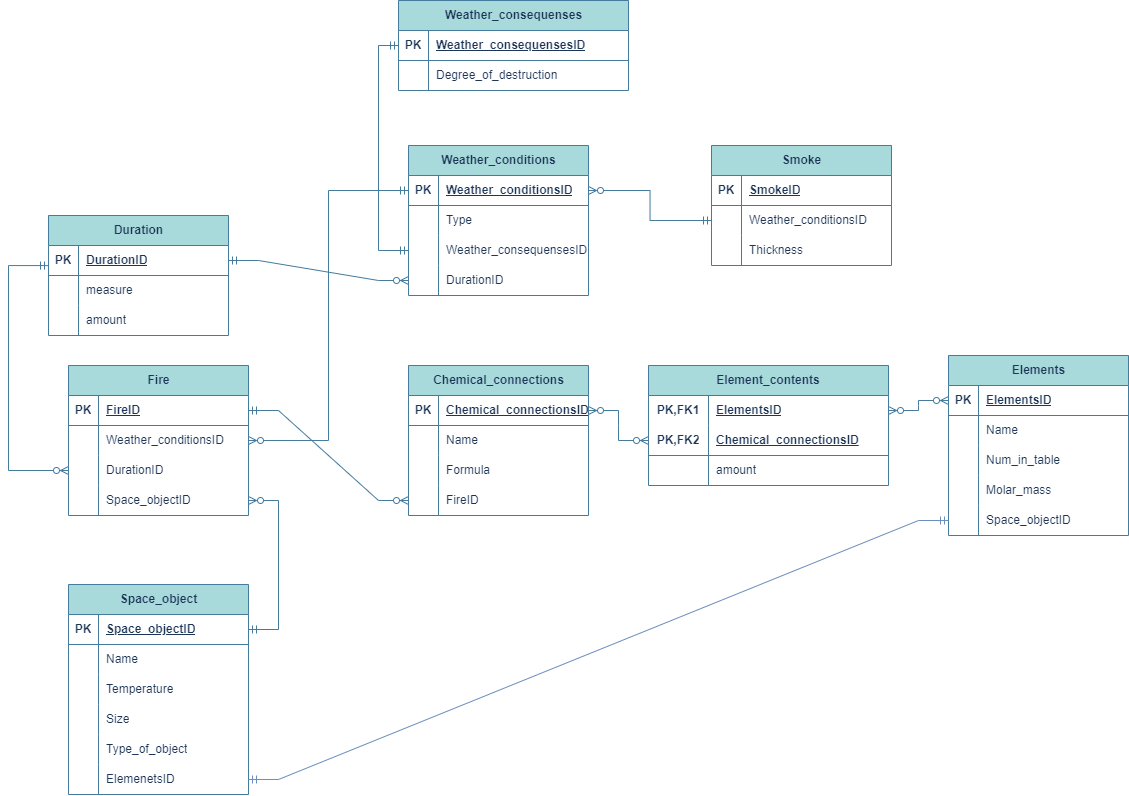 Weather_consequenses
PK Weather_consequensesID
Degree_of_destruction
Weather_conditions
PK Weather_conditionsID
Type
Weather_consequensesID
DurationID
Smoke
PK SmokeID
Weather_conditionsID
Thickness
Duration
PK DurationID
measure
amount
Fire
PK FireID
Weather_conditionsID
DurationID
Space_objectID
Chemical_connections
PK Chemical_connectionsID
Name
Formula
FireID
Element_contents
PK,FK1 ElementsID
PK,FK2 Chemical_connectionsID
amount
Elements
PK ElementsID
Name
Num_in_table
Molar_mass
Space_objectID
Space_object
PK Space_objectID
Name
Temperature
Size
Type_of_object
ElemenetsID